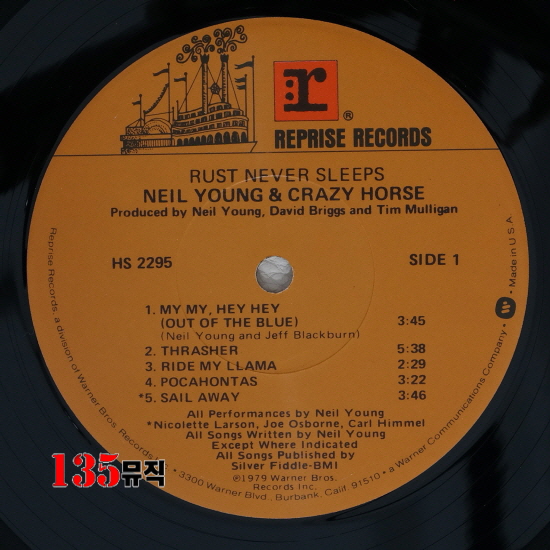 r
®
REPRISE RECORDS
RUST NEVER SLEEPS
NEIL YOUNG & CRAZY HORSE
Produced by Neil Young, David Briggs and Tim Mulligan
HS 2295
SIDE 1
1. MY MY, HEY HEY
(OUT OF THE BLUE) 3:45
(Neil Young and Jeff Blackburn)
2. THRASHER 5:38
3. RIDE MY LLAMA 2:29
4. POCAHONTAS 3:22
*5. SAIL AWAY 3:46
All Performances by Neil Young
*Nicolette Larson, Joe Osborne, Carl Himmel
All Songs Written by Neil Young
Except Where Indicated
All Songs Published by
Silver Fiddle-BMI
℗1979 Warner Bros.
Records Inc.
Reprise Records, a division of Warner Bros. Records • 3300 Warner Blvd., Burbank, Calif. 91510 • a Warner Communications Company • W • Made in U.S.A.
135뮤직